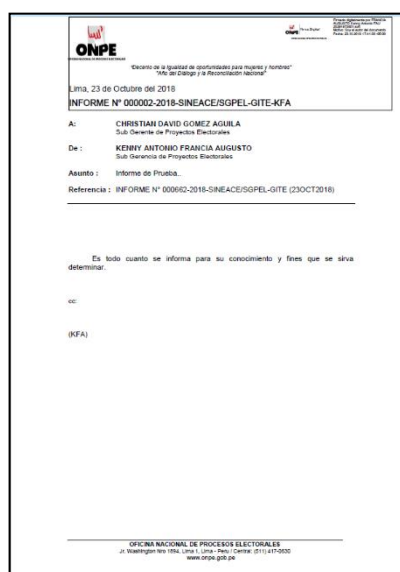 ONPE
ONPE
Firma Digital
"Decenio de la Igualdad de oportunidades para mujeres y hombres"
"Año del Diálogo y la Reconciliación Nacional"
Lima, 23 de Octubre del 2018
INFORME N° 000002-2018-SINEACE/SGPEL-GITE-KFA
A: CHRISTIAN DAVID GOMEZ AGUILA
Sub Gerente de Proyectos Electorales
De : KENNY ANTONIO FRANCIA AUGUSTO
Sub Gerencia de Proyectos Electorales
Asunto : Informe de Prueba..
Referencia : INFORME N° 000662-2018-SINEACE/SGPEL-GITE (23OCT2018)
Es todo cuanto se informa para su conocimiento y fines que se sirva
determinar.
cc:
(KFA)
OFICINA NACIONAL DE PROCESOS ELECTORALES
Jr. Washington Nro 1894, Lima 1, Lima - Perú / Central: (511) 417-0630
www.onpe.gob.pe